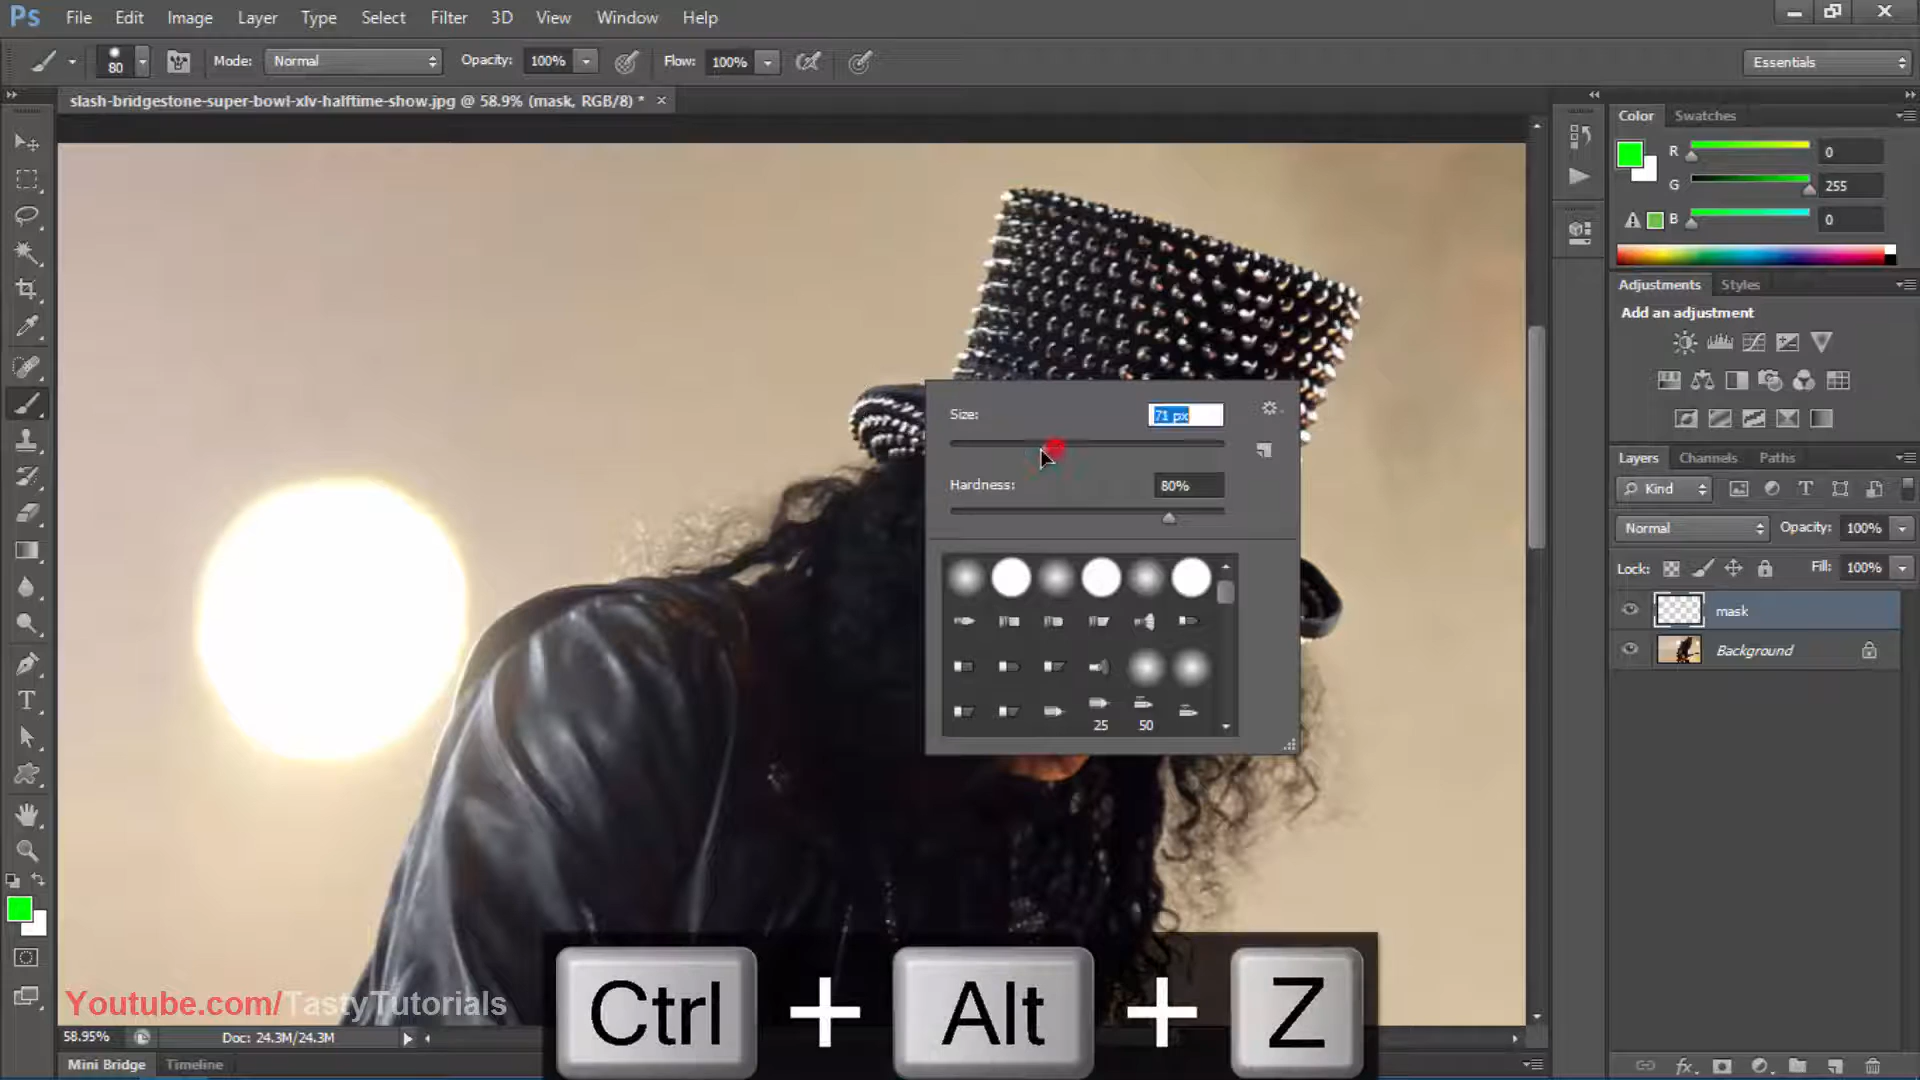 Ps File Edit Image Layer Type Select Filter 3D View Window Help
80 Mode: Normal Opacity: 100% Flow: 100% Essentials
slash-bridgestone-super-bowl-xlv-halftime-show.jpg @ 58.9% (mask, RGB/8) * ×
Color Swatches
R 0
G 255
B 0
Adjustments Styles
Add an adjustment
Size: 71 px
Hardness: 80%
25 50
Layers Channels Paths
Kind
Normal Opacity: 100%
Lock: Fill: 100%
mask
Background
T
Youtube.com/TastyTutorials
Ctrl + Alt + Z
58.95% Doc: 24.3M/24.3M
Mini Bridge Timeline
fx